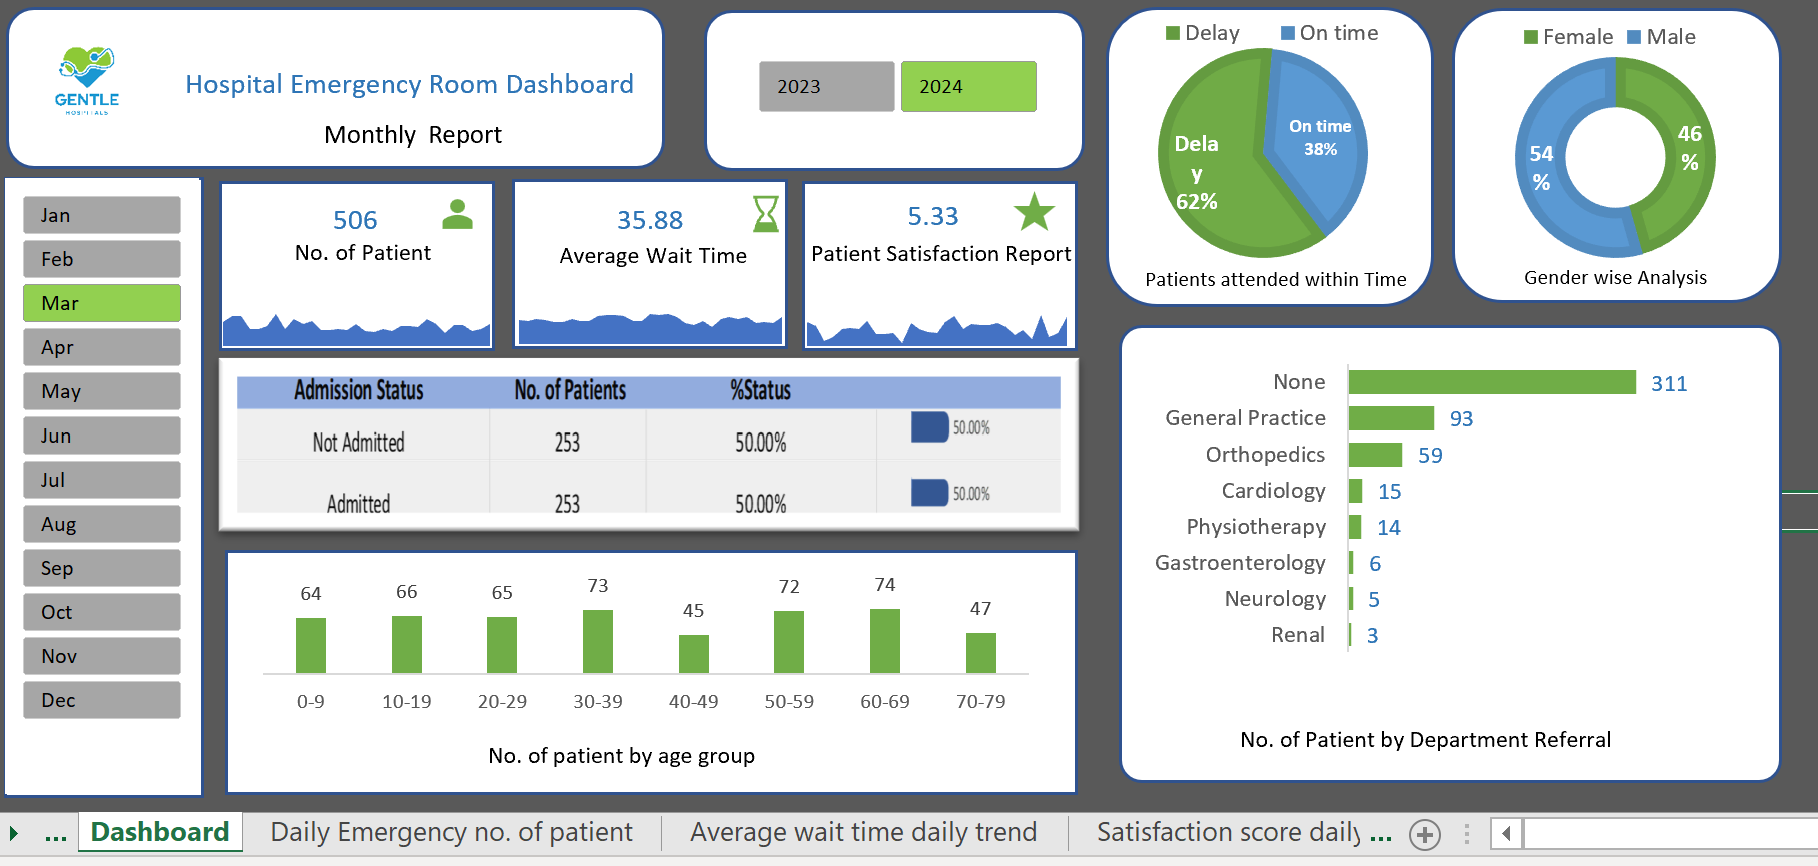 GENTLE
HOSPITALS
Hospital Emergency Room Dashboard
Monthly Report
2023
2024
Delay
On time
Dela
y
62%
On time
38%
Patients attended within Time
Female
Male
54
%
46
%
Gender wise Analysis
Jan
Feb
Mar
Apr
May
Jun
Jul
Aug
Sep
Oct
Nov
Dec
506
No. of Patient
35.88
Average Wait Time
5.33
Patient Satisfaction Report
Admission Status No. of Patients %Status
Not Admitted 253 50.00% 50.00%
Admitted 253 50.00% 50.00%
64 66 65 73 45 72 74 47
0-9 10-19 20-29 30-39 40-49 50-59 60-69 70-79
No. of patient by age group
None 311
General Practice 93
Orthopedics 59
Cardiology 15
Physiotherapy 14
Gastroenterology 6
Neurology 5
Renal 3
No. of Patient by Department Referral
... Dashboard Daily Emergency no. of patient Average wait time daily trend Satisfaction score daily ...